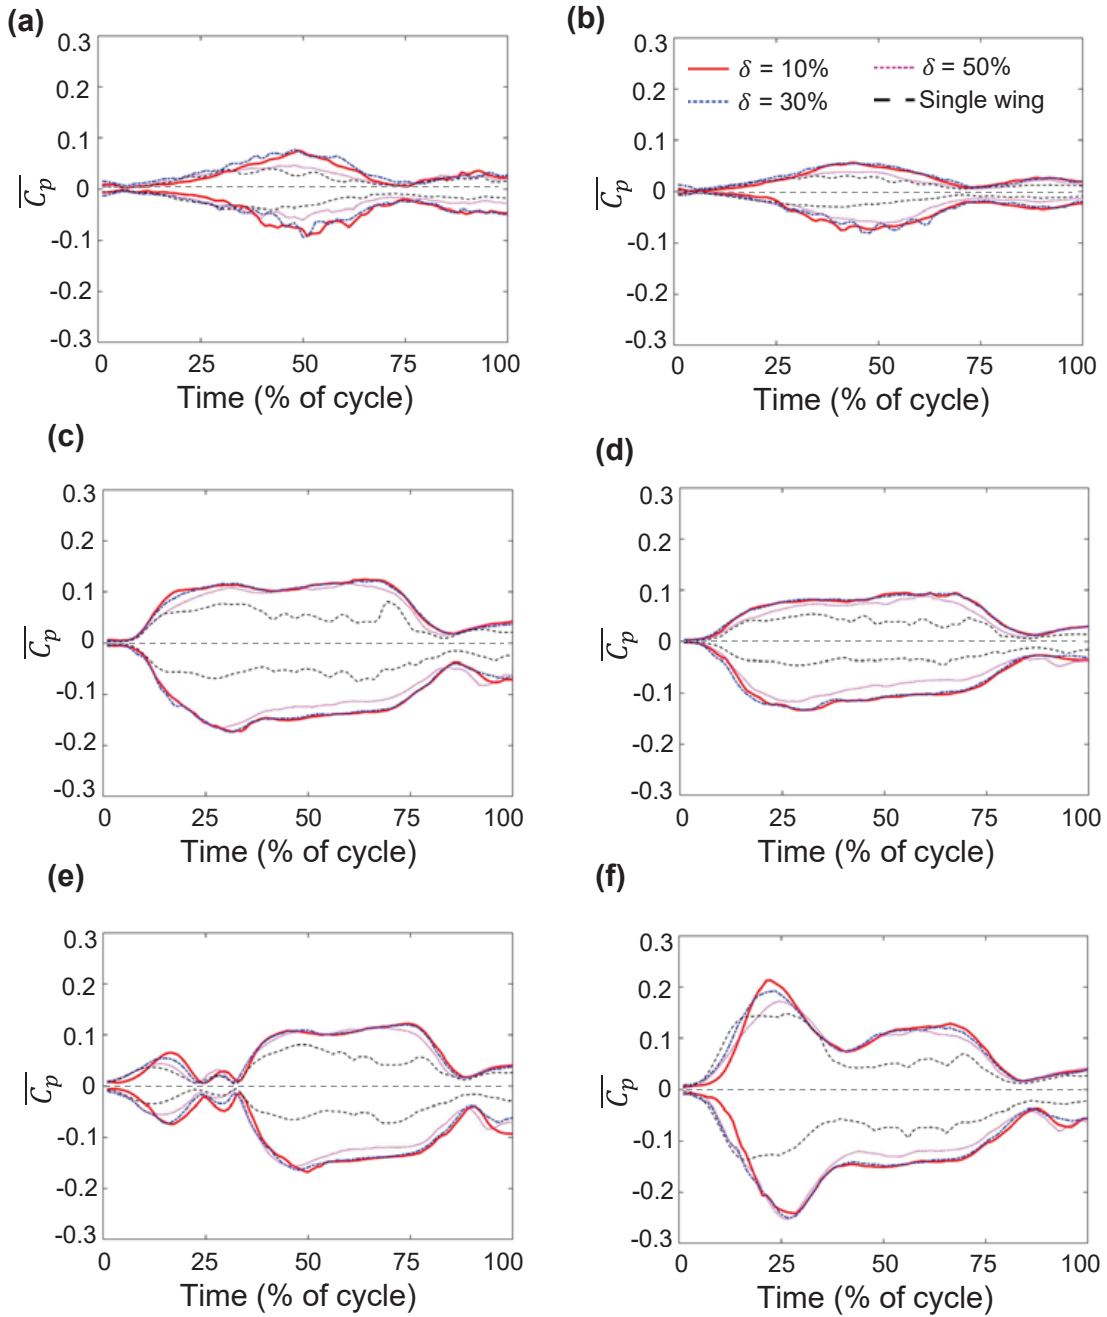 (a)
0.3
0.2
0.1
0
-0.1
-0.2
-0.3
C̅p
0 25 50 75 100
Time (% of cycle)
(b)
0.3
0.2
0.1
0
-0.1
-0.2
-0.3
C̅p
δ = 10%
δ = 30%
δ = 50%
Single wing
0 25 50 75 100
Time (% of cycle)
(c)
0.3
0.2
0.1
0
-0.1
-0.2
-0.3
C̅p
0 25 50 75 100
Time (% of cycle)
(d)
0.3
0.2
0.1
0
-0.1
-0.2
-0.3
C̅p
0 25 50 75 100
Time (% of cycle)
(e)
0.3
0.2
0.1
0
-0.1
-0.2
-0.3
C̅p
0 25 50 75 100
Time (% of cycle)
(f)
0.3
0.2
0.1
0
-0.1
-0.2
-0.3
C̅p
0 25 50 75 100
Time (% of cycle)